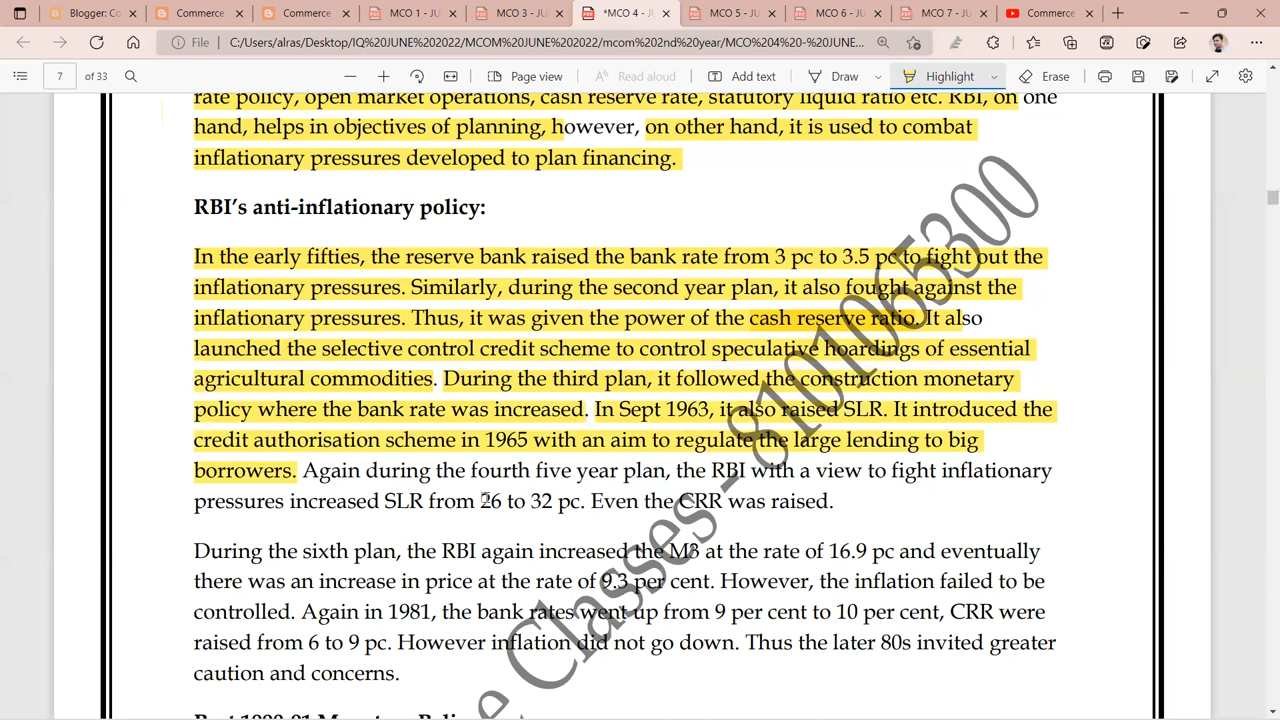 Blogger: Co
Commerce
Commerce
MCO 1 - JU
MCO 3 - JU
*MCO 4 - JU
MCO 5 - JU
MCO 6 - JU
MCO 7 - JU
Commerce
File
C:/Users/alras/Desktop/IQ%20JUNE%202022/MCOM%20JUNE%202022/mcom%202nd%20year/MCO%204%20-%20JUNE...
7 of 33
Page view
Read aloud
Add text
Draw
Highlight
Erase
rate policy, open market operations, cash reserve rate, statutory liquid ratio etc. RBI, on one
hand, helps in objectives of planning, however, on other hand, it is used to combat
inflationary pressures developed to plan financing.
RBI's anti-inflationary policy:
In the early fifties, the reserve bank raised the bank rate from 3 pc to 3.5 pc to fight out the
inflationary pressures. Similarly, during the second year plan, it also fought against the
inflationary pressures. Thus, it was given the power of the cash reserve ratio. It also
launched the selective control credit scheme to control speculative hoardings of essential
agricultural commodities. During the third plan, it followed the construction monetary
policy where the bank rate was increased. In Sept 1963, it also raised SLR. It introduced the
credit authorisation scheme in 1965 with an aim to regulate the large lending to big
borrowers. Again during the fourth five year plan, the RBI with a view to fight inflationary
pressures increased SLR from 26 to 32 pc. Even the CRR was raised.
During the sixth plan, the RBI again increased the M3 at the rate of 16.9 pc and eventually
there was an increase in price at the rate of 9.3 per cent. However, the inflation failed to be
controlled. Again in 1981, the bank rates went up from 9 per cent to 10 per cent, CRR were
raised from 6 to 9 pc. However inflation did not go down. Thus the later 80s invited greater
caution and concerns.
Classes - 8101065300